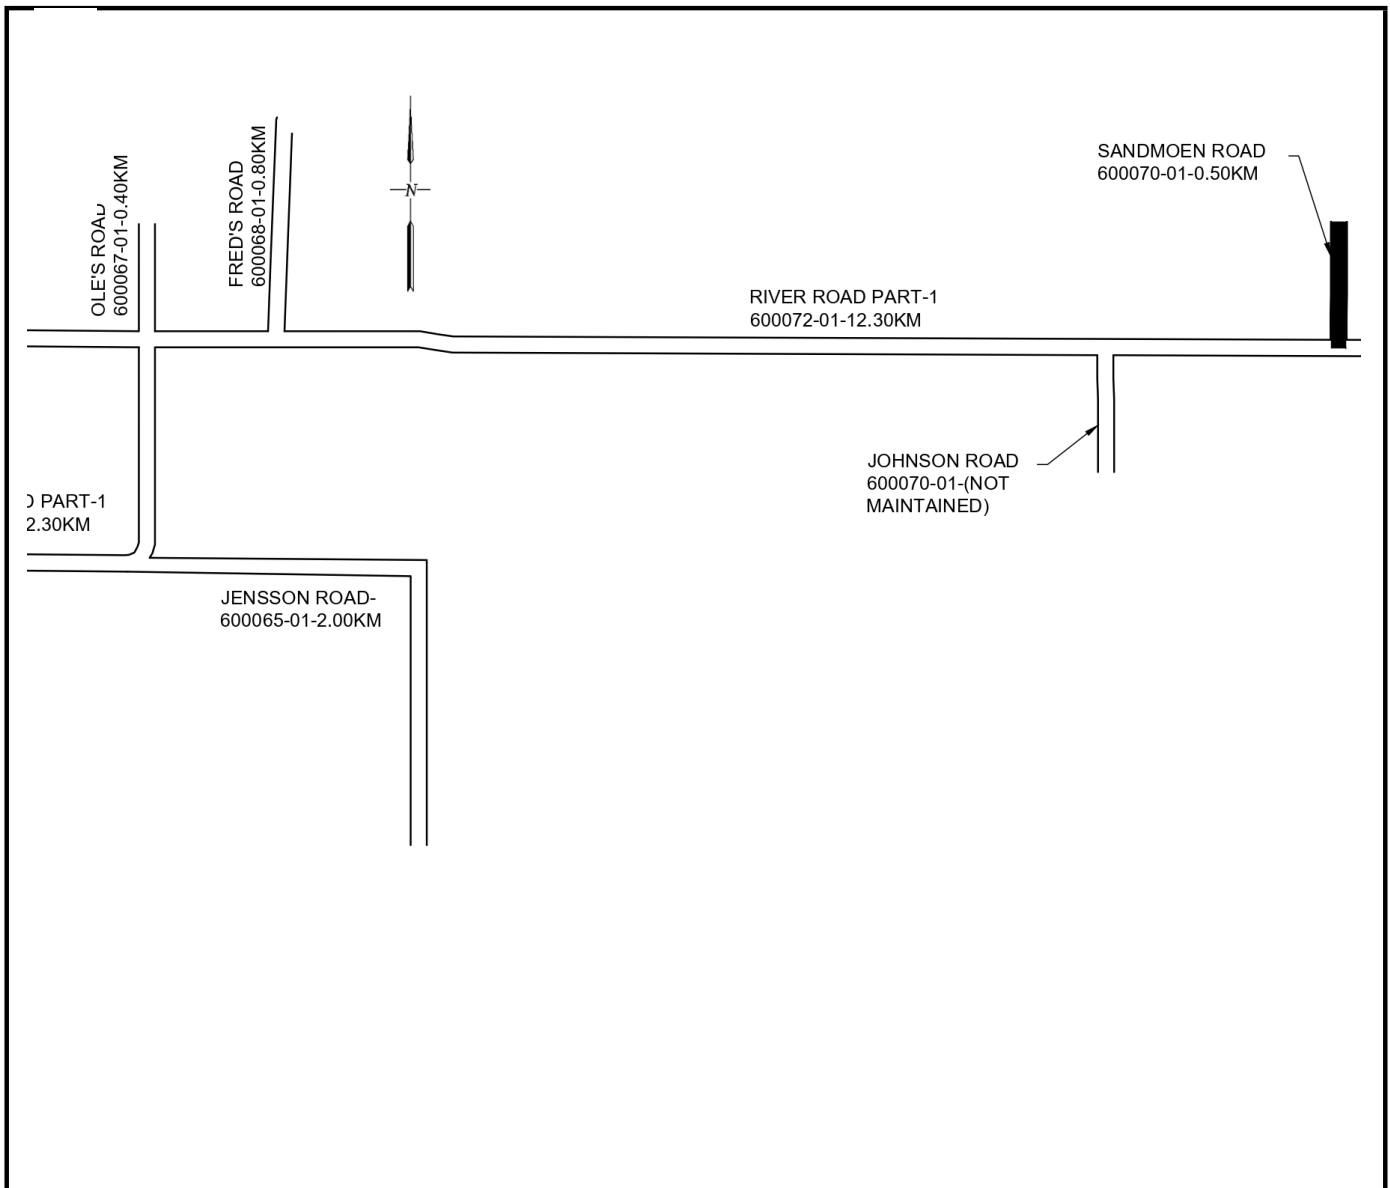 SANDMOEN ROAD
600070-01-0.50KM
OLE'S ROAD
600067-01-0.40KM
FRED'S ROAD
600068-01-0.80KM
N
RIVER ROAD PART-1
600072-01-12.30KM
JOHNSON ROAD
600070-01-(NOT
MAINTAINED)
PART-1
2.30KM
JENSSON ROAD-
600065-01-2.00KM